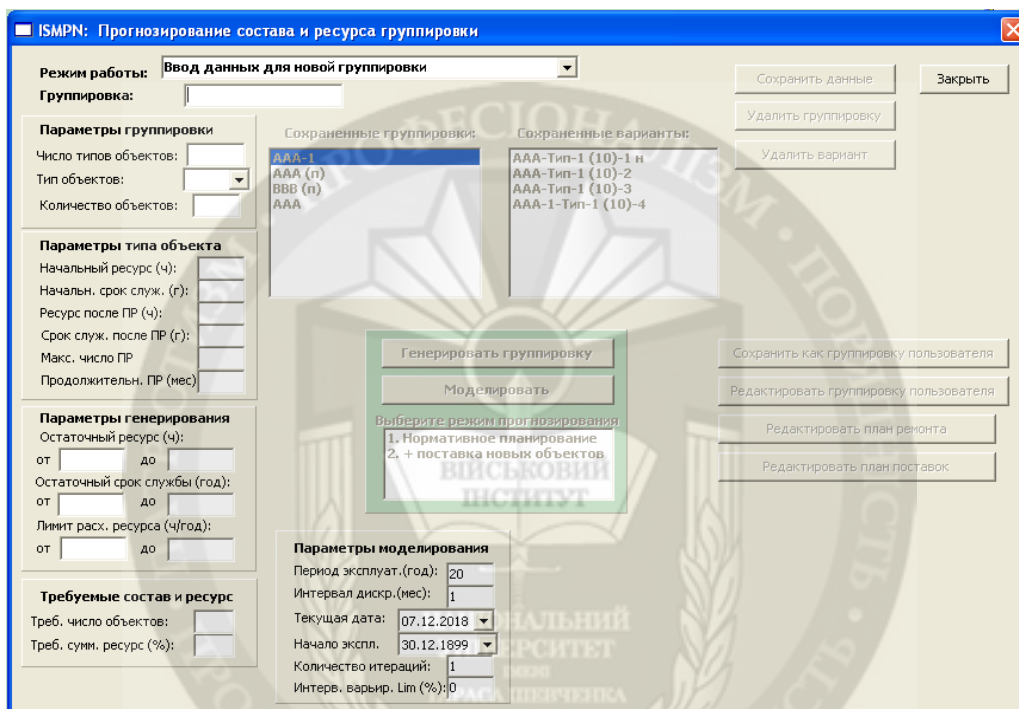 ISMPN: Прогнозирование состава и ресурса группировки
Режим работы: Ввод данных для новой группировки
Группировка:
Сохранить данные
Закрыть
Удалить группировку
Удалить вариант
Параметры группировки
Число типов объектов:
Тип объектов:
Количество объектов:
Сохраненные группировки:
AAA-1
AAA (п)
BBB (п)
AAA
Сохраненные варианты:
AAA-Тип-1 (10)-1 н
AAA-Тип-1 (10)-2
AAA-Тип-1 (10)-3
AAA-1-Тип-1 (10)-4
Параметры типа объекта
Начальный ресурс (ч):
Начальн. срок служ. (г):
Ресурс после ПР (ч):
Срок служ. после ПР (г):
Макс. число ПР
Продолжительн. ПР (мес)
Генерировать группировку
Моделировать
Выберите режим прогнозирования
1. Нормативное планирование
2. + поставка новых объектов
Сохранить как группировку пользователя
Редактировать группировку пользователя
Редактировать план ремонта
Редактировать план поставок
Параметры генерирования
Остаточный ресурс (ч):
от до
Остаточный срок службы (год):
от до
Лимит расх. ресурса (ч/год):
от до
Требуемые состав и ресурс
Треб. число объектов:
Треб. сумм. ресурс (%):
Параметры моделирования
Период эксплуат.(год): 20
Интервал дискр.(мес): 1
Текущая дата: 07.12.2018
Начало экспл. 30.12.1899
Количество итераций: 1
Интерв. варьир. Lim (%): 0
ПРОФЕСІОНАЛІЗМ
ПОРЯДНІСТЬ
ВІЙСЬКОВИЙ
ІНСТИТУТ